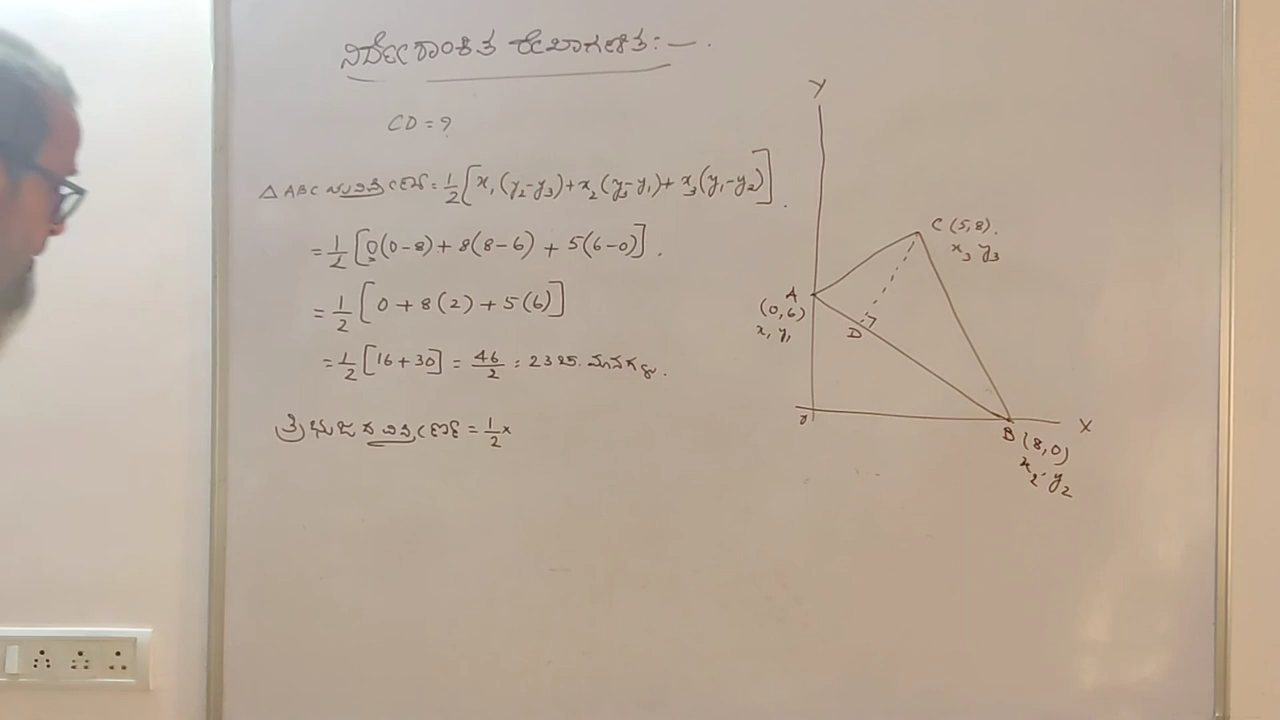 ನಿರ್ದೇಶಾಂಕಿತ ರೇಖಾಗಣಿತ:—.
CD = ?
△ ABC ಯ ವಿಸ್ತೀರ್ಣ = 1/2 [x₁(y₂-y₃)+x₂(y₃-y₁)+x₃(y₁-y₂)].
= 1/2 [0(0-8)+8(8-6)+5(6-0)].
= 1/2 [0+8(2)+5(6)]
= 1/2 [16+30] = 46/2 = 23 ಚ. ಮಾನಗಳು.
ತ್ರಿಭುಜದ ವಿಸ್ತೀರ್ಣ = 1/2 x
Y
C (5,8).
x₃ y₃
A
(0,6)
x₁ y₁
D
X
B (8,0)
x₂ y₂